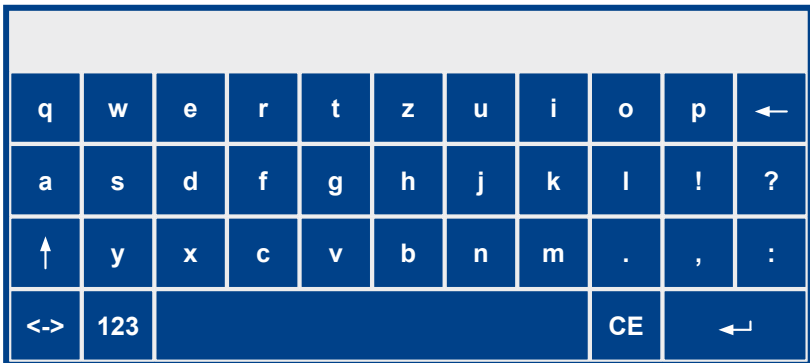 q w e r t z u i o p ←
a s d f g h j k l ! ?
↑ y x c v b n m . , :
<-> 123 CE ↵